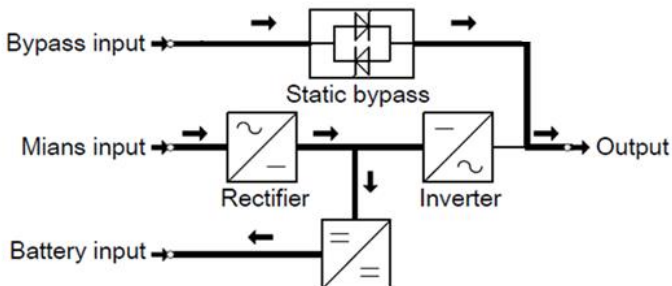 Bypass input
Static bypass
Mians input
Output
Rectifier
Inverter
Battery input